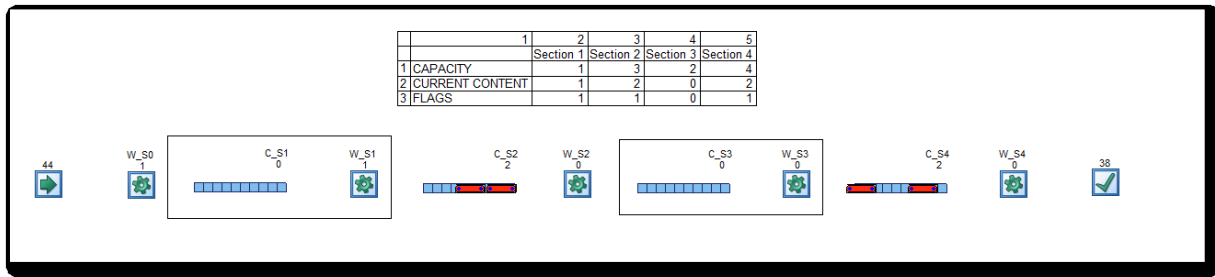 1 2 3 4 5
Section 1 Section 2 Section 3 Section 4
1 CAPACITY 1 3 2 4
2 CURRENT CONTENT 1 2 0 2
3 FLAGS 1 1 0 1
44 W_S0 1 C_S1 0 W_S1 1 C_S2 2 W_S2 0 C_S3 0 W_S3 0 C_S4 2 W_S4 0 38